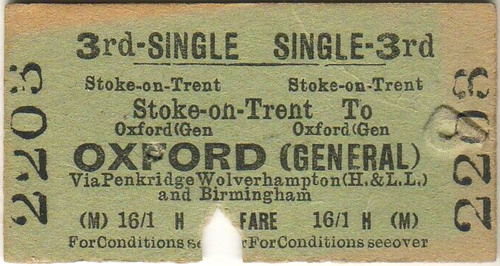 3rd-SINGLE SINGLE-3rd
Stoke-on-Trent Stoke-on-Trent
Stoke-on-Trent To
Oxford(Gen Oxford(Gen
OXFORD (GENERAL)
Via Penkridge Wolverhampton (H.&L.L.)
and Birmingham
(M) 16/1 H FARE 16/1 H (M)
For Conditions see For Conditions see over
2203
2203